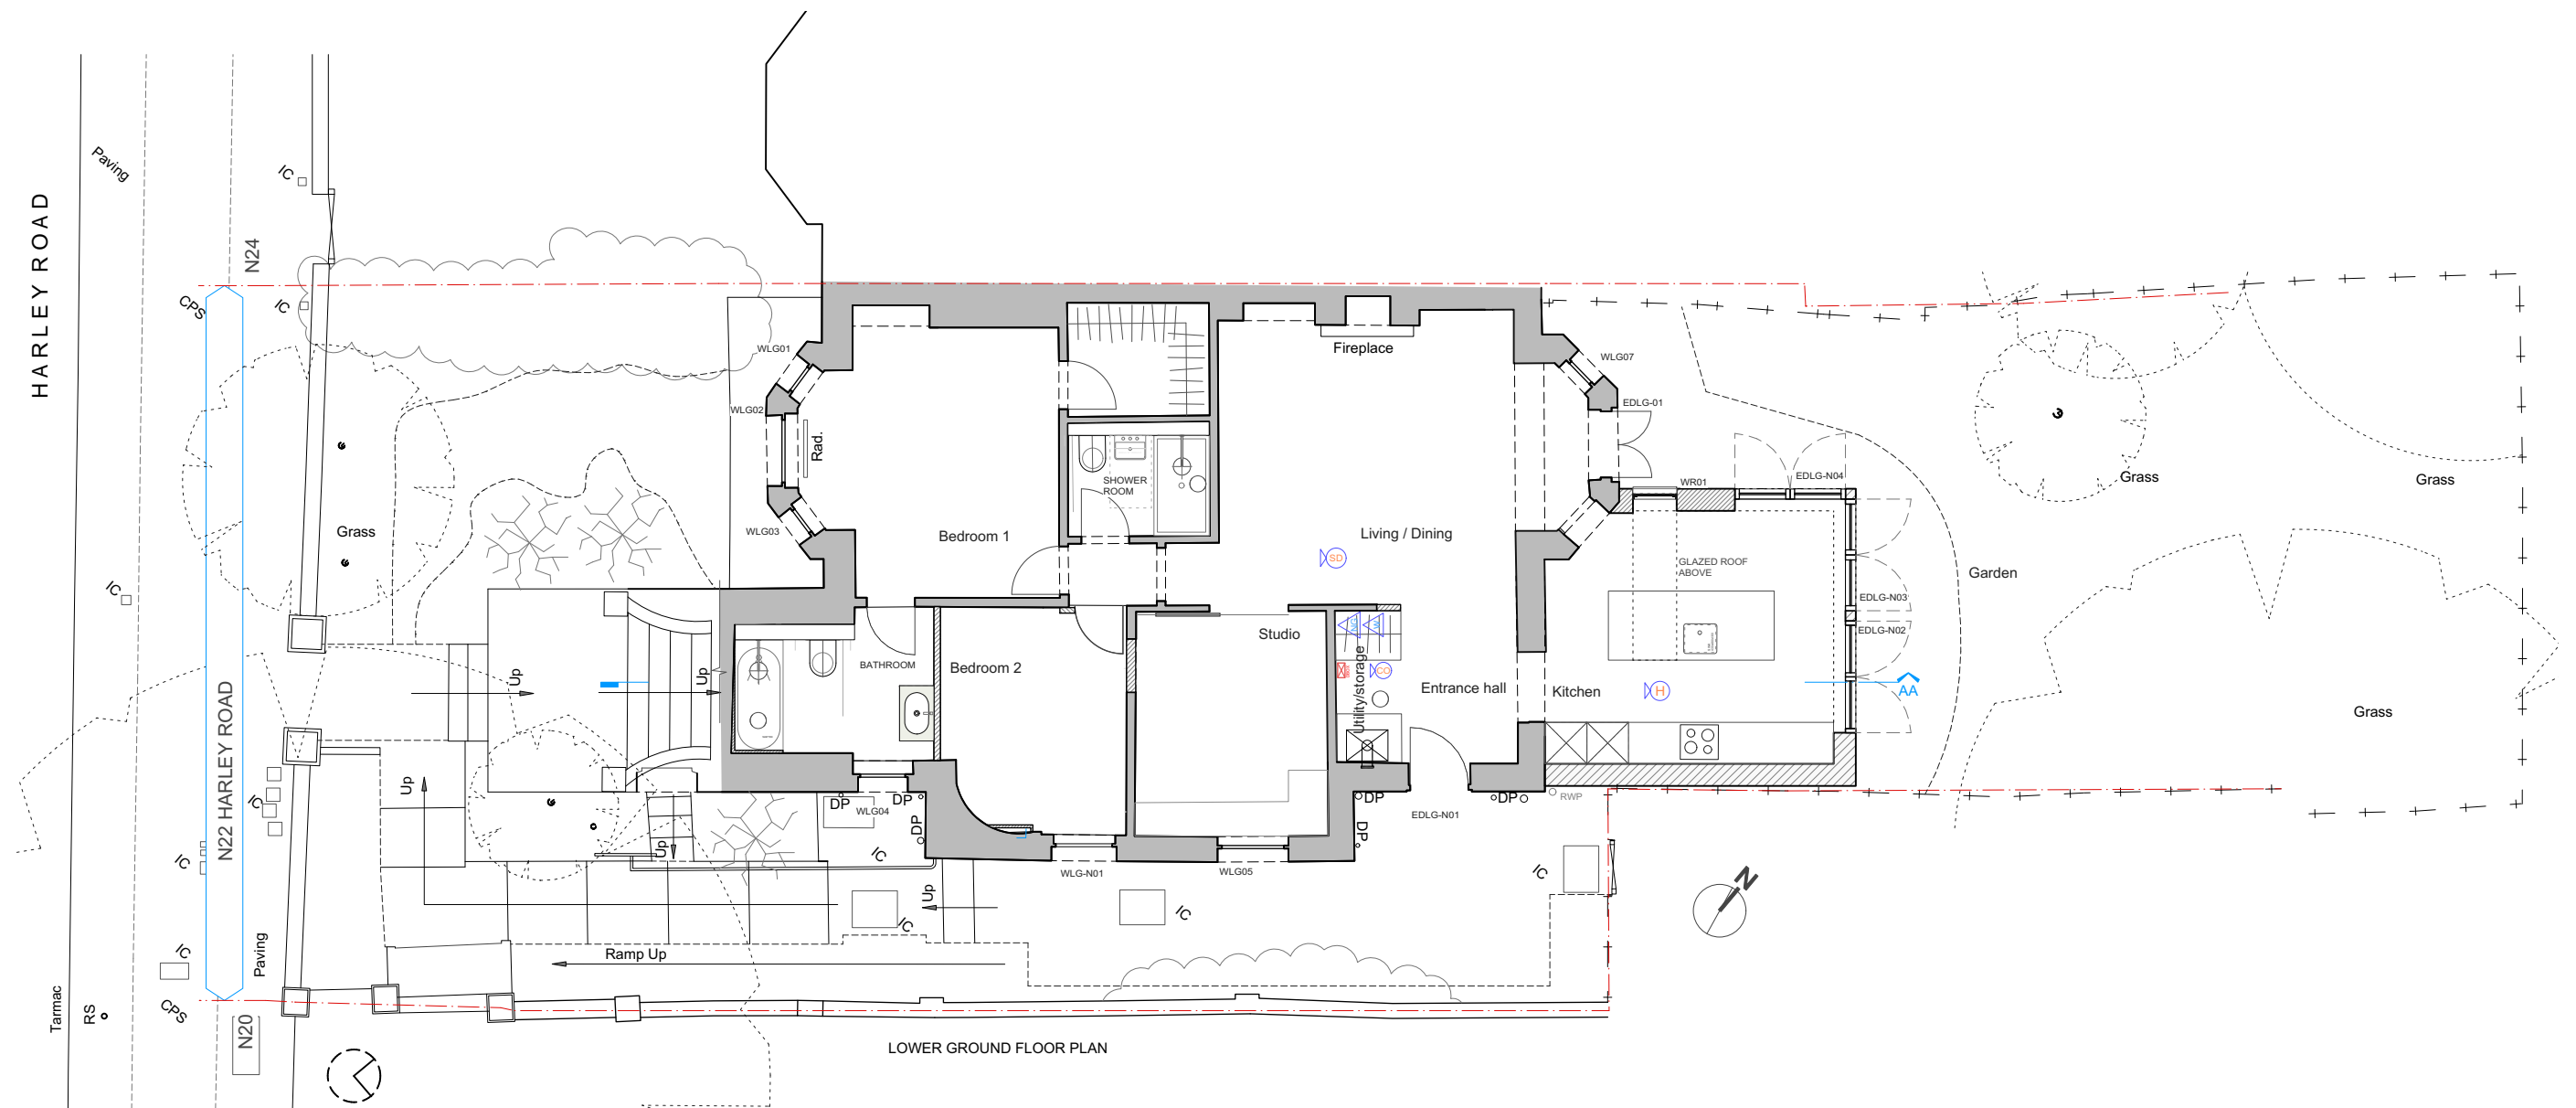 HARLEY ROAD
Paving
IC
N24
CPS
IC
Grass
IC
N22 HARLEY ROAD
IC
IC
IC
Paving
CPS
Tarmac
RS
N20
WLG01
WLG02
Rad.
WLG03
Bedroom 1
SHOWER
ROOM
Fireplace
Living / Dining
SD
WLG07
EDLG-01
WR01
EDLG-N04
GLAZED ROOF
ABOVE
EDLG-N03
EDLG-N02
Garden
Grass
Grass
Grass
AA
Up
Up
BATHROOM
Bedroom 2
Studio
Utility/storage
CO
Entrance hall
Kitchen
H
Up
Up
DP
DP
WLG04
DP
IC
Up
IC
WLG-N01
WLG05
IC
DP
DP
DP
EDLG-N01
RWP
IC
N
Ramp Up
LOWER GROUND FLOOR PLAN